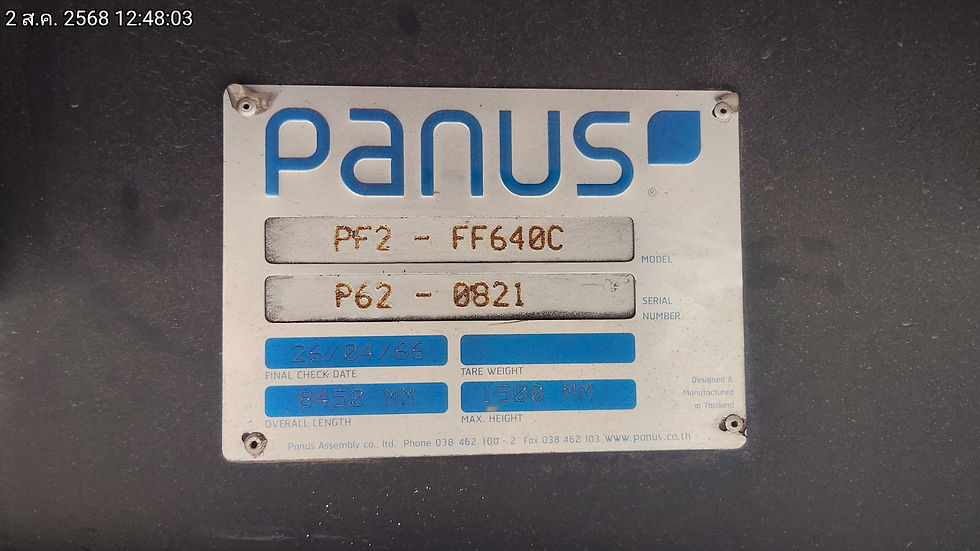 2 ส.ค. 2568 12:48:03
Panus
®
PF2 - FF640C
MODEL
P62 - 0821
SERIAL
NUMBER
26/04/66
FINAL CHECK DATE
TARE WEIGHT
8450 MM
1500 MM
OVERALL LENGTH
MAX. HEIGHT
Designed &
Manufactured
in Thailand
Panus Assembly co., ltd. Phone 038 462 100 - 2 Fax 038 462 103 www.panus.co.th